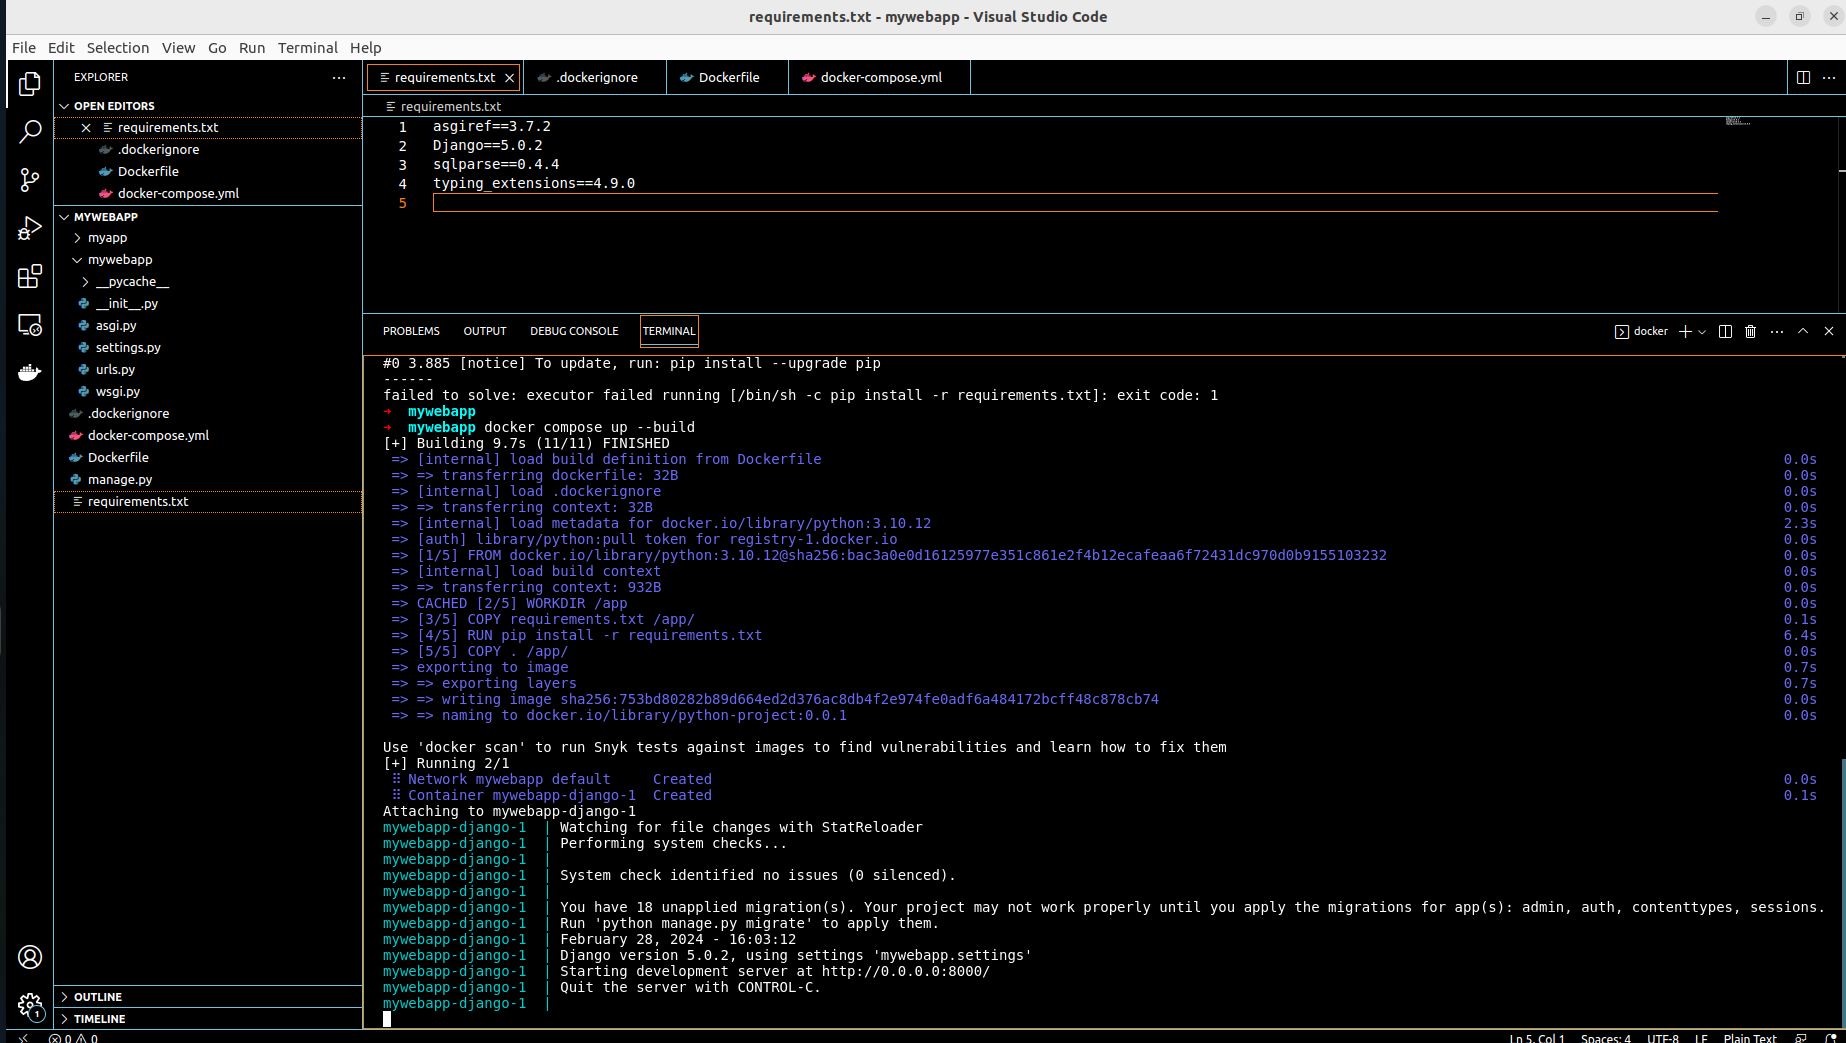 requirements.txt - mywebapp - Visual Studio Code
File Edit Selection View Go Run Terminal Help
EXPLORER
requirements.txt
.dockerignore
Dockerfile
docker-compose.yml
OPEN EDITORS
requirements.txt
.dockerignore
Dockerfile
docker-compose.yml
MYWEBAPP
myapp
mywebapp
__pycache__
__init__.py
asgi.py
settings.py
urls.py
wsgi.py
.dockerignore
docker-compose.yml
Dockerfile
manage.py
requirements.txt
OUTLINE
TIMELINE
requirements.txt
1 asgiref==3.7.2
2 Django==5.0.2
3 sqlparse==0.4.4
4 typing_extensions==4.9.0
5
PROBLEMS OUTPUT DEBUG CONSOLE TERMINAL
docker
#0 3.885 [notice] To update, run: pip install --upgrade pip
------
failed to solve: executor failed running [/bin/sh -c pip install -r requirements.txt]: exit code: 1
➜ mywebapp
➜ mywebapp docker compose up --build
[+] Building 9.7s (11/11) FINISHED
=> [internal] load build definition from Dockerfile 0.0s
=> => transferring dockerfile: 32B 0.0s
=> [internal] load .dockerignore 0.0s
=> => transferring context: 32B 0.0s
=> [internal] load metadata for docker.io/library/python:3.10.12 2.3s
=> [auth] library/python:pull token for registry-1.docker.io 0.0s
=> [1/5] FROM docker.io/library/python:3.10.12@sha256:bac3a0e0d16125977e351c861e2f4b12ecafeaa6f72431dc970d0b9155103232 0.0s
=> [internal] load build context 0.0s
=> => transferring context: 932B 0.0s
=> CACHED [2/5] WORKDIR /app 0.0s
=> [3/5] COPY requirements.txt /app/ 0.1s
=> [4/5] RUN pip install -r requirements.txt 6.4s
=> [5/5] COPY . /app/ 0.0s
=> exporting to image 0.7s
=> => exporting layers 0.7s
=> => writing image sha256:753bd80282b89d664ed2d376ac8db4f2e974fe0adf6a484172bcff48c878cb74 0.0s
=> => naming to docker.io/library/python-project:0.0.1 0.0s
Use 'docker scan' to run Snyk tests against images to find vulnerabilities and learn how to fix them
[+] Running 2/1
⠿ Network mywebapp default Created 0.0s
⠿ Container mywebapp-django-1 Created 0.1s
Attaching to mywebapp-django-1
mywebapp-django-1 | Watching for file changes with StatReloader
mywebapp-django-1 | Performing system checks...
mywebapp-django-1 |
mywebapp-django-1 | System check identified no issues (0 silenced).
mywebapp-django-1 |
mywebapp-django-1 | You have 18 unapplied migration(s). Your project may not work properly until you apply the migrations for app(s): admin, auth, contenttypes, sessions.
mywebapp-django-1 | Run 'python manage.py migrate' to apply them.
mywebapp-django-1 | February 28, 2024 - 16:03:12
mywebapp-django-1 | Django version 5.0.2, using settings 'mywebapp.settings'
mywebapp-django-1 | Starting development server at http://0.0.0.0:8000/
mywebapp-django-1 | Quit the server with CONTROL-C.
mywebapp-django-1 |
1
0 0
Ln 5, Col 1 Spaces: 4 UTF-8 LF Plain Text